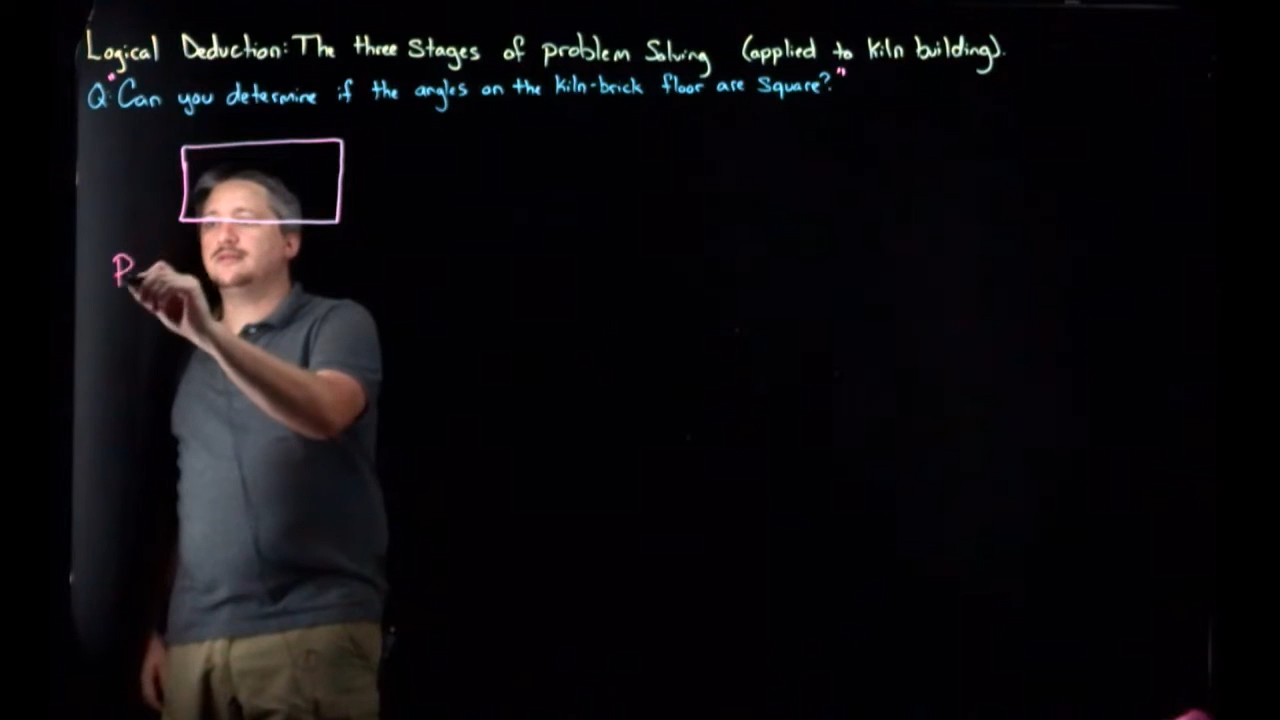 Logical Deduction: The three stages of problem Solving (applied to kiln building).
Q: "Can you determine if the angles on the kiln-brick floor are square?"
P